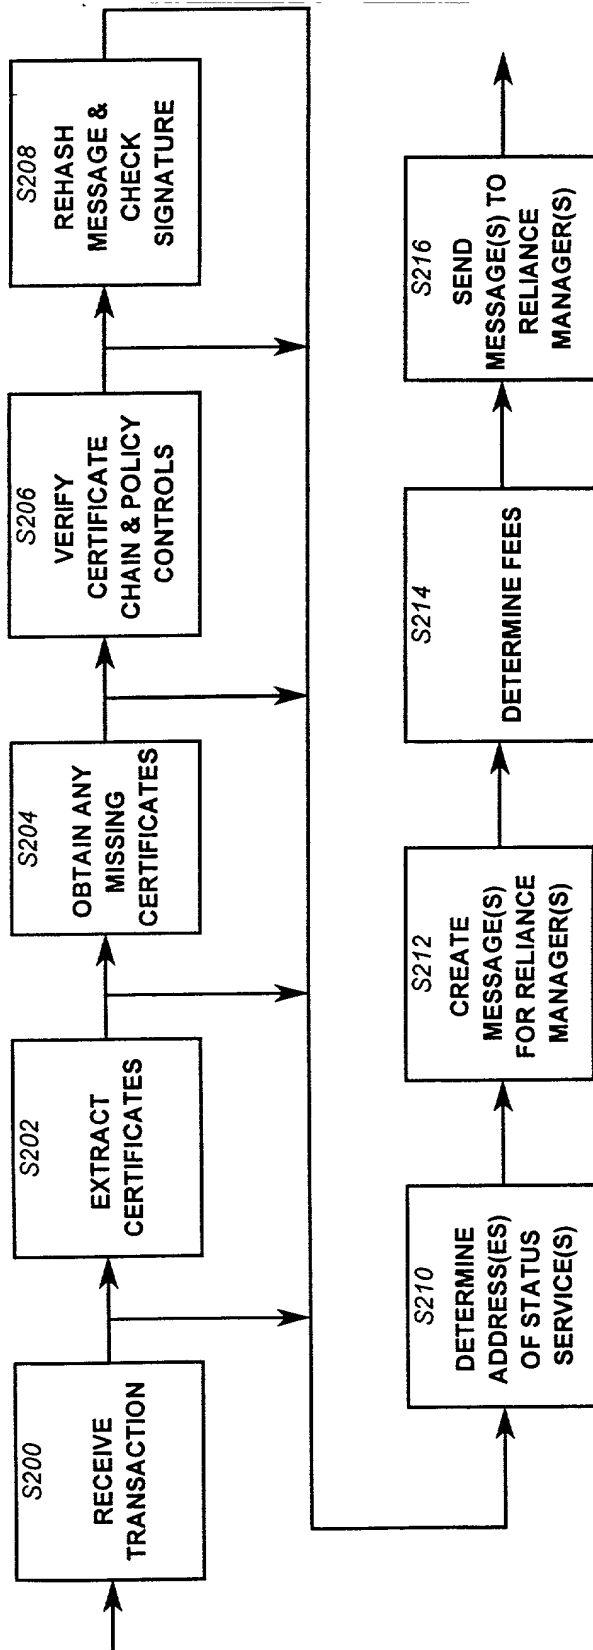 S200
RECEIVE
TRANSACTION
S202
EXTRACT
CERTIFICATES
S204
OBTAIN ANY
MISSING
CERTIFICATES
S206
VERIFY
CERTIFICATE
CHAIN & POLICY
CONTROLS
S208
REHASH
MESSAGE &
CHECK
SIGNATURE
S210
DETERMINE
ADDRESS(ES)
OF STATUS
SERVICE(S)
S212
CREATE
MESSAGE(S)
FOR RELIANCE
MANAGER(S)
S214
DETERMINE FEES
S216
SEND
MESSAGE(S) TO
RELIANCE
MANAGER(S)